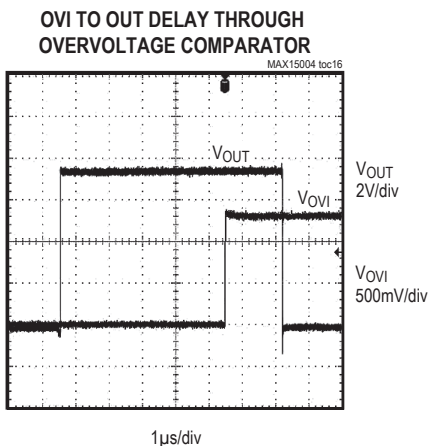 OVI TO OUT DELAY THROUGH
OVERVOLTAGE COMPARATOR
MAX15004 toc16
VOUT
VOVI
VOUT
2V/div
VOVI
500mV/div
1µs/div